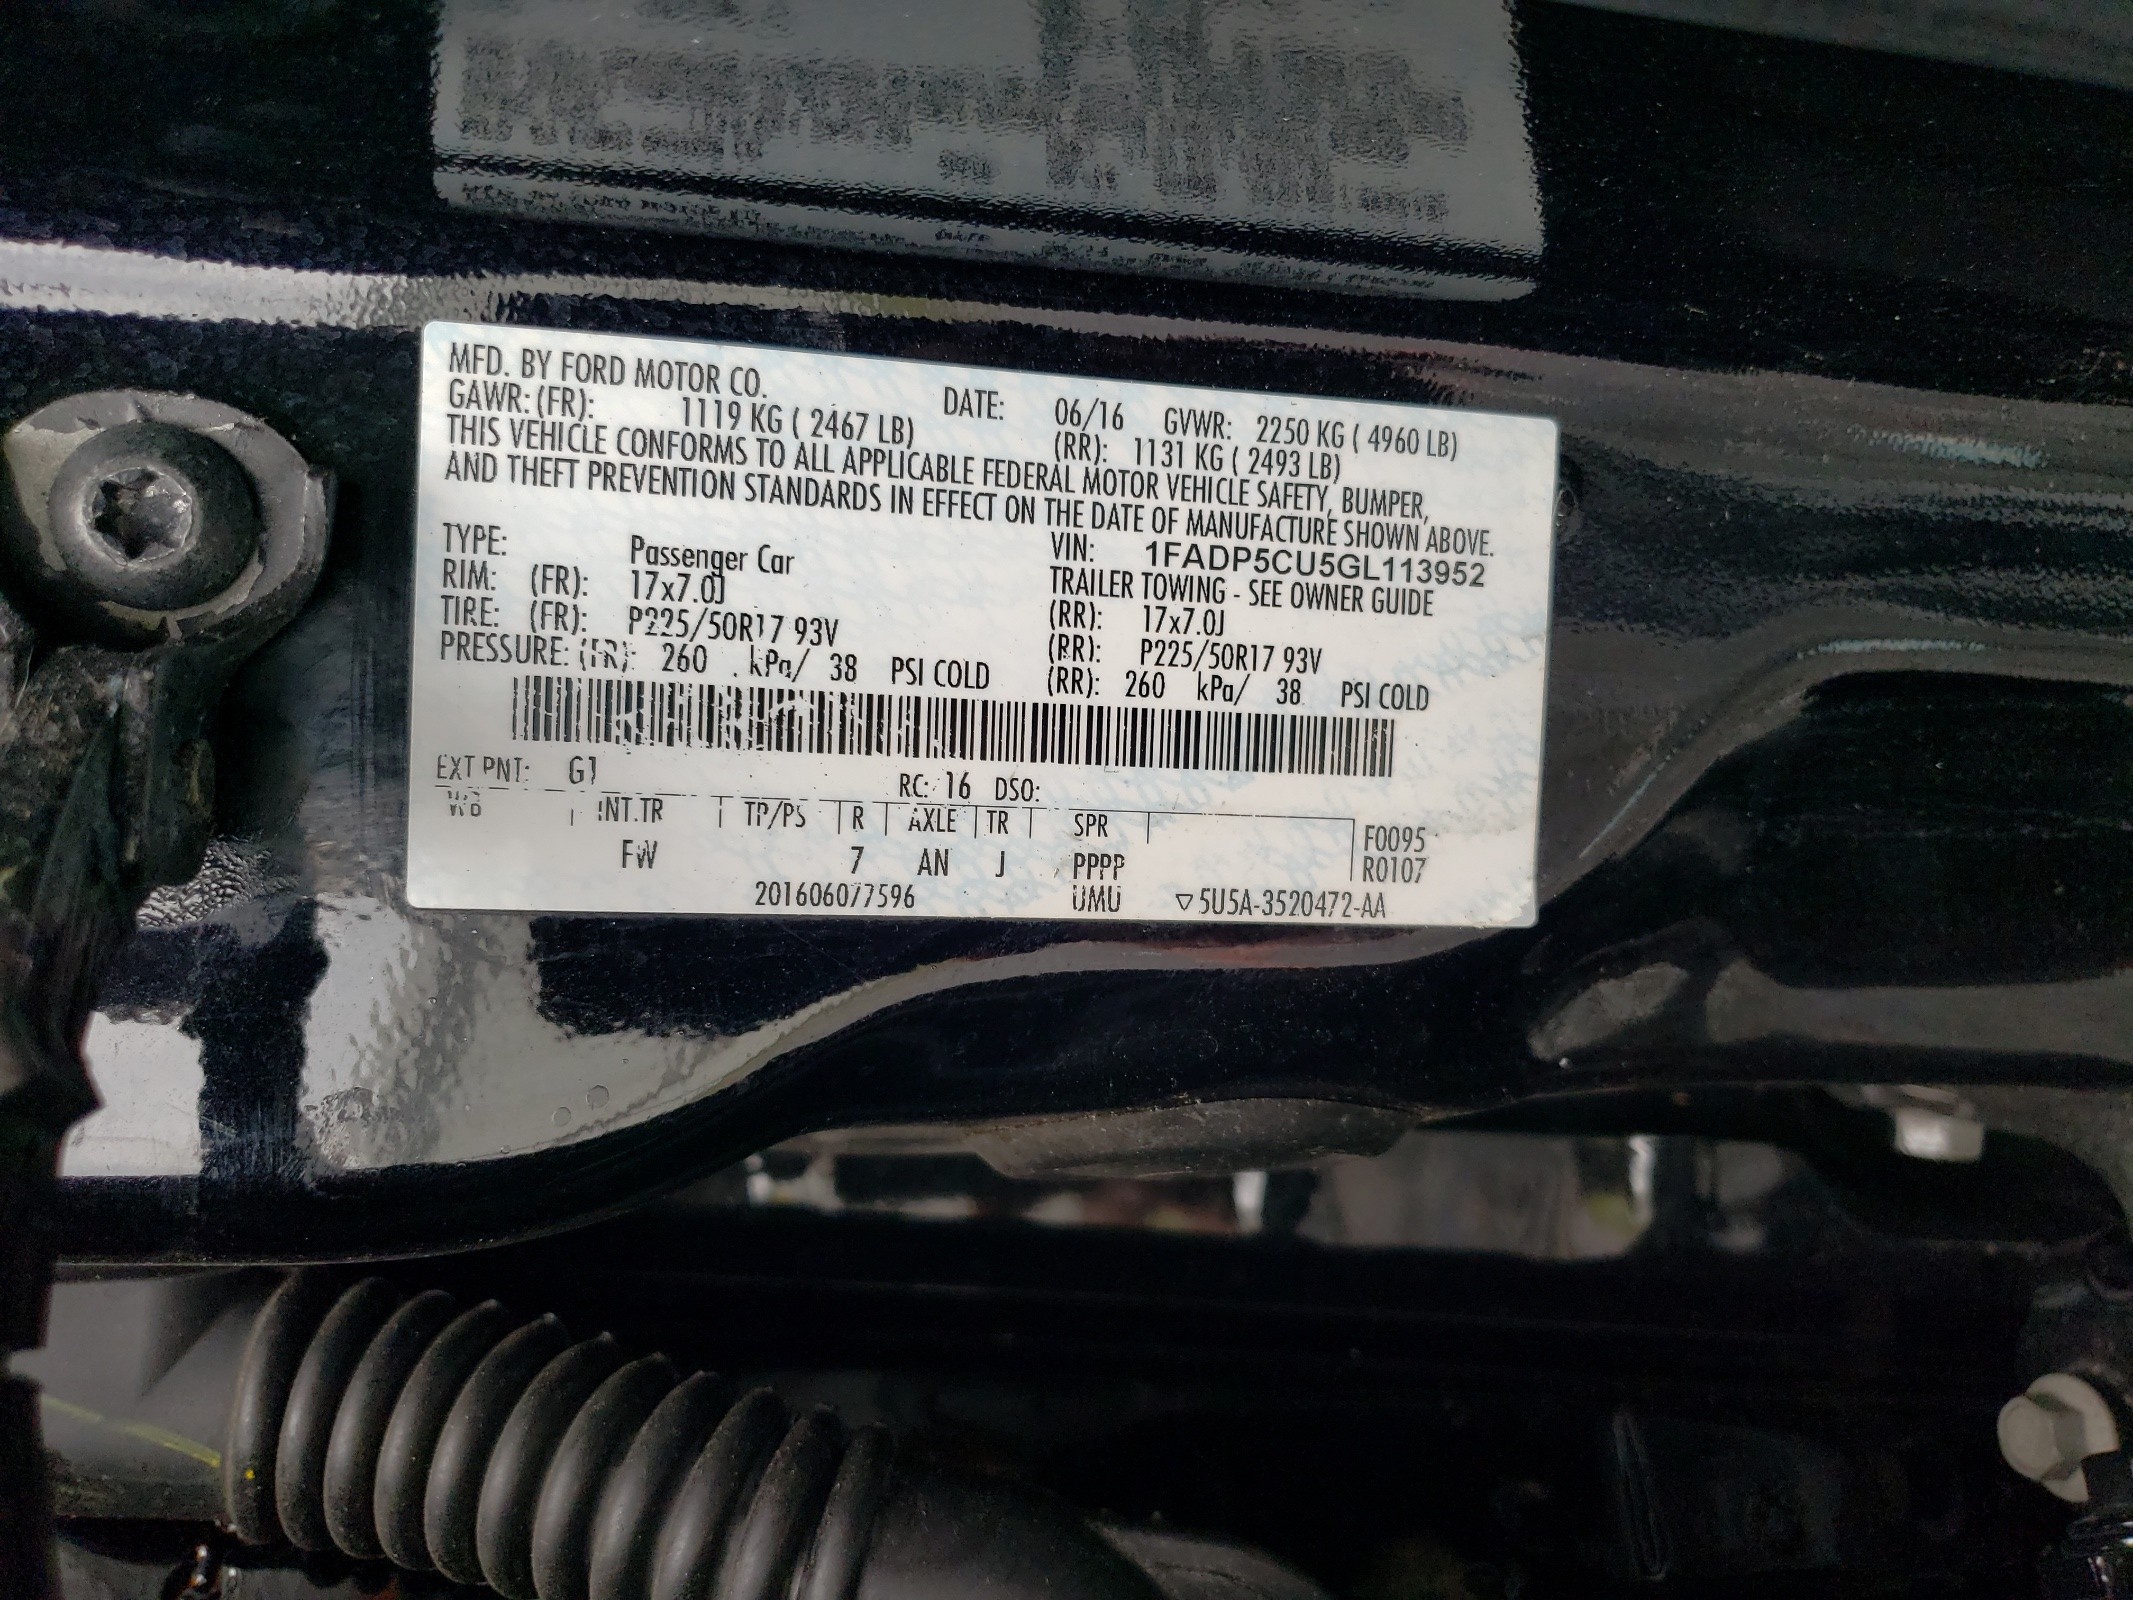 MFD. BY FORD MOTOR CO. DATE: 06/16 GVWR: 2250 KG ( 4960 LB)
GAWR: (FR): 1119 KG ( 2467 LB) (RR): 1131 KG ( 2493 LB)
THIS VEHICLE CONFORMS TO ALL APPLICABLE FEDERAL MOTOR VEHICLE SAFETY, BUMPER,
AND THEFT PREVENTION STANDARDS IN EFFECT ON THE DATE OF MANUFACTURE SHOWN ABOVE.
VIN: 1FADP5CU5GL113952
TYPE: Passenger Car TRAILER TOWING - SEE OWNER GUIDE
RIM: (FR): 17x7.0J (RR): 17x7.0J
TIRE: (FR): P225/50R17 93V (RR): P225/50R17 93V
PRESSURE: (FR): 260 kPa/ 38 PSI COLD (RR): 260 kPa/ 38 PSI COLD
EXT PNT: G1 RC: 16 DSO:
WB INT.TR TP/PS R AXLE TR SPR F0095
FW 7 AN J PPPP R0107
201606077596 UMU ▽5U5A-3520472-AA